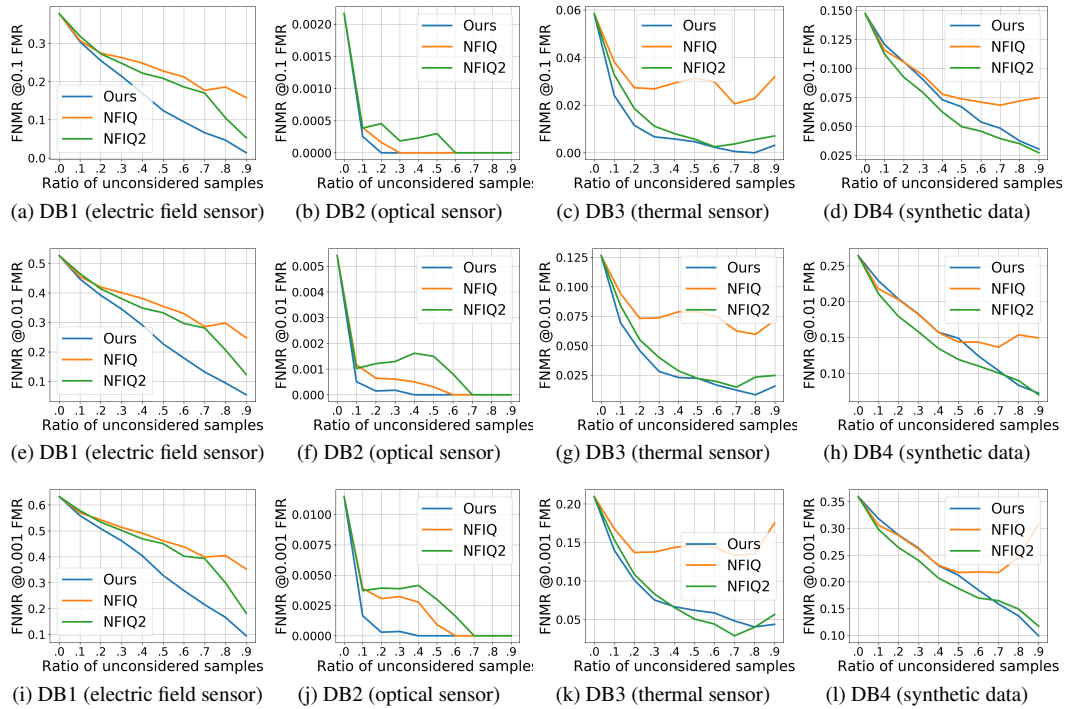 FNMR @0.1 FMR
0.3
0.2
0.1
0.0
Ours
NFIQ
NFIQ2
.0 .1 .2 .3 .4 .5 .6 .7 .8 .9
Ratio of unconsidered samples
(a) DB1 (electric field sensor)
FNMR @0.1 FMR
0.0020
0.0015
0.0010
0.0005
0.0000
Ours
NFIQ
NFIQ2
.0 .1 .2 .3 .4 .5 .6 .7 .8 .9
Ratio of unconsidered samples
(b) DB2 (optical sensor)
FNMR @0.1 FMR
0.06
0.04
0.02
0.00
Ours
NFIQ
NFIQ2
.0 .1 .2 .3 .4 .5 .6 .7 .8 .9
Ratio of unconsidered samples
(c) DB3 (thermal sensor)
FNMR @0.1 FMR
0.150
0.125
0.100
0.075
0.050
0.025
Ours
NFIQ
NFIQ2
.0 .1 .2 .3 .4 .5 .6 .7 .8 .9
Ratio of unconsidered samples
(d) DB4 (synthetic data)
FNMR @0.01 FMR
0.5
0.4
0.3
0.2
0.1
Ours
NFIQ
NFIQ2
.0 .1 .2 .3 .4 .5 .6 .7 .8 .9
Ratio of unconsidered samples
(e) DB1 (electric field sensor)
FNMR @0.01 FMR
0.005
0.004
0.003
0.002
0.001
0.000
Ours
NFIQ
NFIQ2
.0 .1 .2 .3 .4 .5 .6 .7 .8 .9
Ratio of unconsidered samples
(f) DB2 (optical sensor)
FNMR @0.01 FMR
0.125
0.100
0.075
0.050
0.025
Ours
NFIQ
NFIQ2
.0 .1 .2 .3 .4 .5 .6 .7 .8 .9
Ratio of unconsidered samples
(g) DB3 (thermal sensor)
FNMR @0.01 FMR
0.25
0.20
0.15
0.10
Ours
NFIQ
NFIQ2
.0 .1 .2 .3 .4 .5 .6 .7 .8 .9
Ratio of unconsidered samples
(h) DB4 (synthetic data)
FNMR @0.001 FMR
0.6
0.5
0.4
0.3
0.2
0.1
Ours
NFIQ
NFIQ2
.0 .1 .2 .3 .4 .5 .6 .7 .8 .9
Ratio of unconsidered samples
(i) DB1 (electric field sensor)
FNMR @0.001 FMR
0.0100
0.0075
0.0050
0.0025
0.0000
Ours
NFIQ
NFIQ2
.0 .1 .2 .3 .4 .5 .6 .7 .8 .9
Ratio of unconsidered samples
(j) DB2 (optical sensor)
FNMR @0.001 FMR
0.20
0.15
0.10
0.05
Ours
NFIQ
NFIQ2
.0 .1 .2 .3 .4 .5 .6 .7 .8 .9
Ratio of unconsidered samples
(k) DB3 (thermal sensor)
FNMR @0.001 FMR
0.35
0.30
0.25
0.20
0.15
0.10
Ours
NFIQ
NFIQ2
.0 .1 .2 .3 .4 .5 .6 .7 .8 .9
Ratio of unconsidered samples
(l) DB4 (synthetic data)